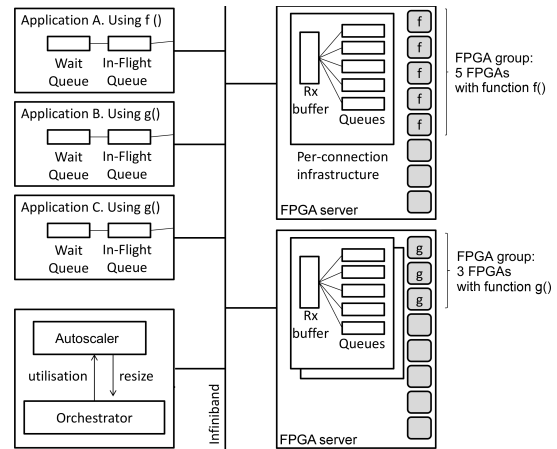 Application A. Using f ()
Wait
Queue
In-Flight
Queue
Application B. Using g()
Wait
Queue
In-Flight
Queue
Application C. Using g()
Wait
Queue
In-Flight
Queue
Autoscaler
utilisation
resize
Orchestrator
Infiniband
Rx
buffer
Queues
Per-connection
infrastructure
FPGA server
f
f
f
f
f
FPGA group:
5 FPGAs
with function f()
Rx
buffer
Queues
FPGA server
g
g
g
FPGA group:
3 FPGAs
with function g()